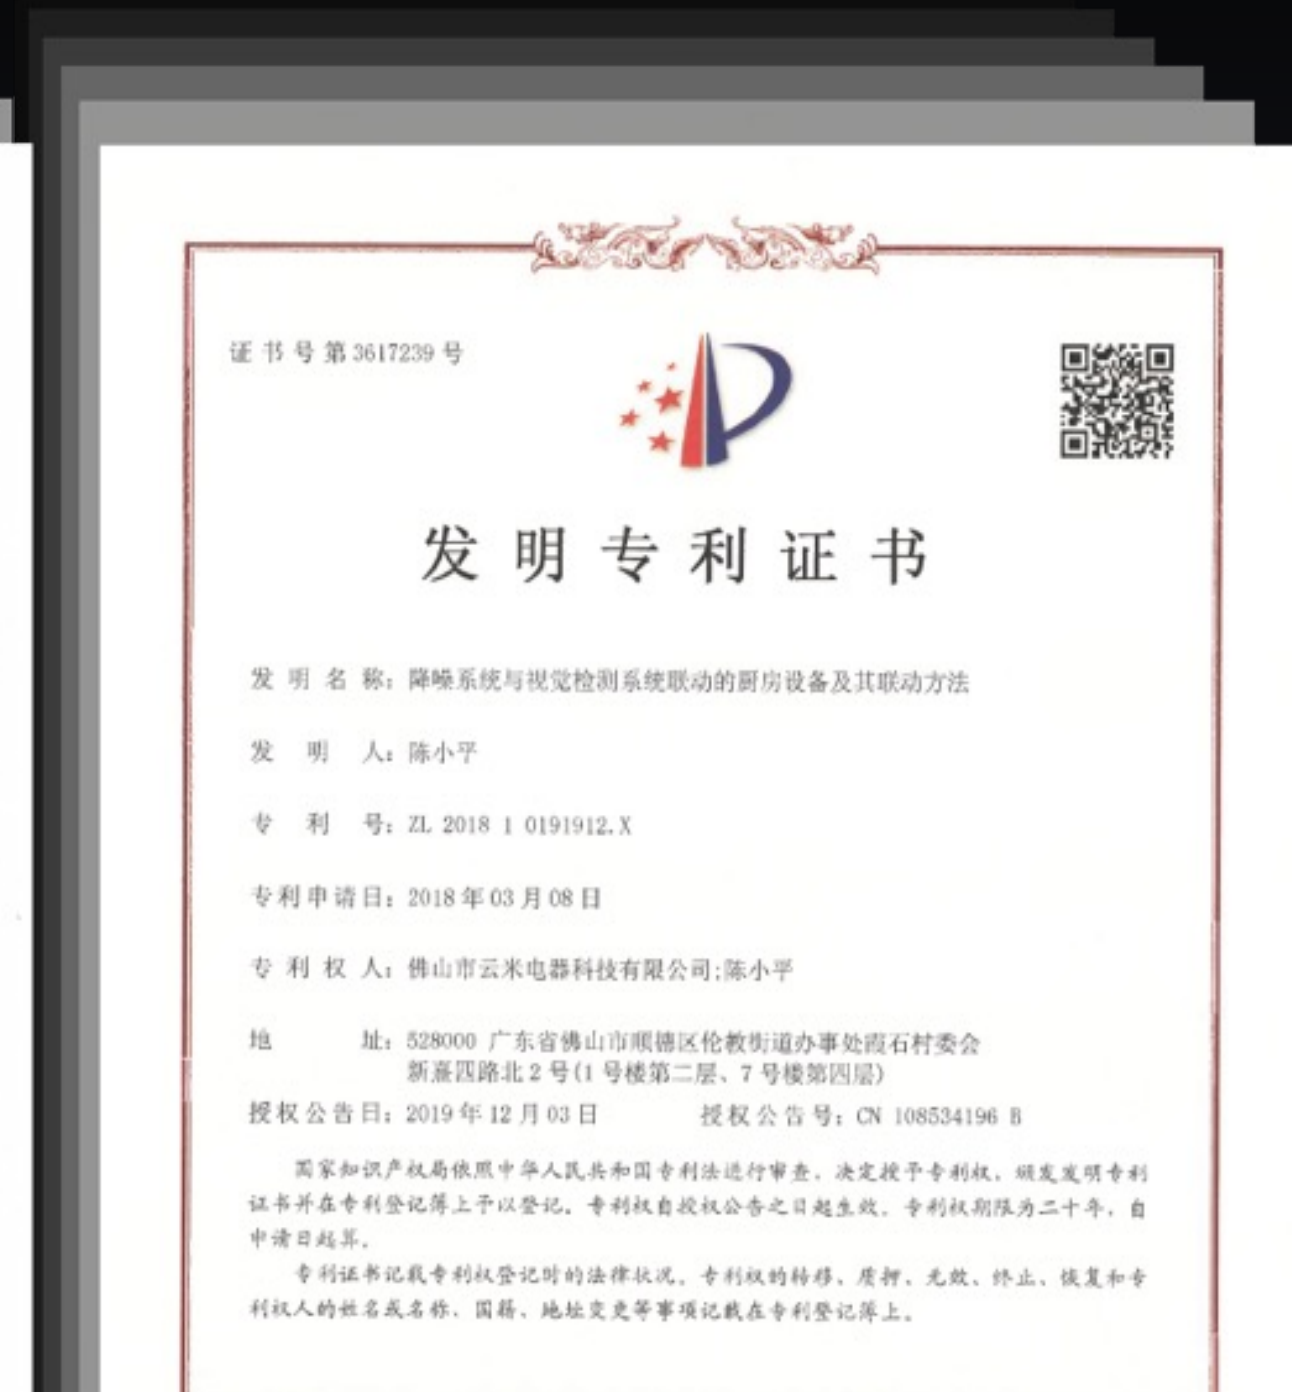 证书号第3617239号
发明专利证书
发明名称：降噪系统与视觉检测系统联动的厨房设备及其联动方法
发明人：陈小平
专利号：ZL 2018 1 0191912.X
专利申请日：2018年03月08日
专利权人：佛山市云米电器科技有限公司;陈小平
地址：528000 广东省佛山市顺德区伦教街道办事处霞石村委会
新熹四路北2号(1号楼第二层、7号楼第四层)
授权公告日：2019年12月03日 授权公告号：CN 108534196 B
国家知识产权局依照中华人民共和国专利法进行审查，决定授予专利权，颁发发明专利
证书并在专利登记簿上予以登记。专利权自授权公告之日起生效。专利权期限为二十年，自
申请日起算。
专利证书记载专利权登记时的法律状况。专利权的转移、质押、无效、终止、恢复和专
利权人的姓名或名称、国籍、地址变更等事项记载在专利登记簿上。